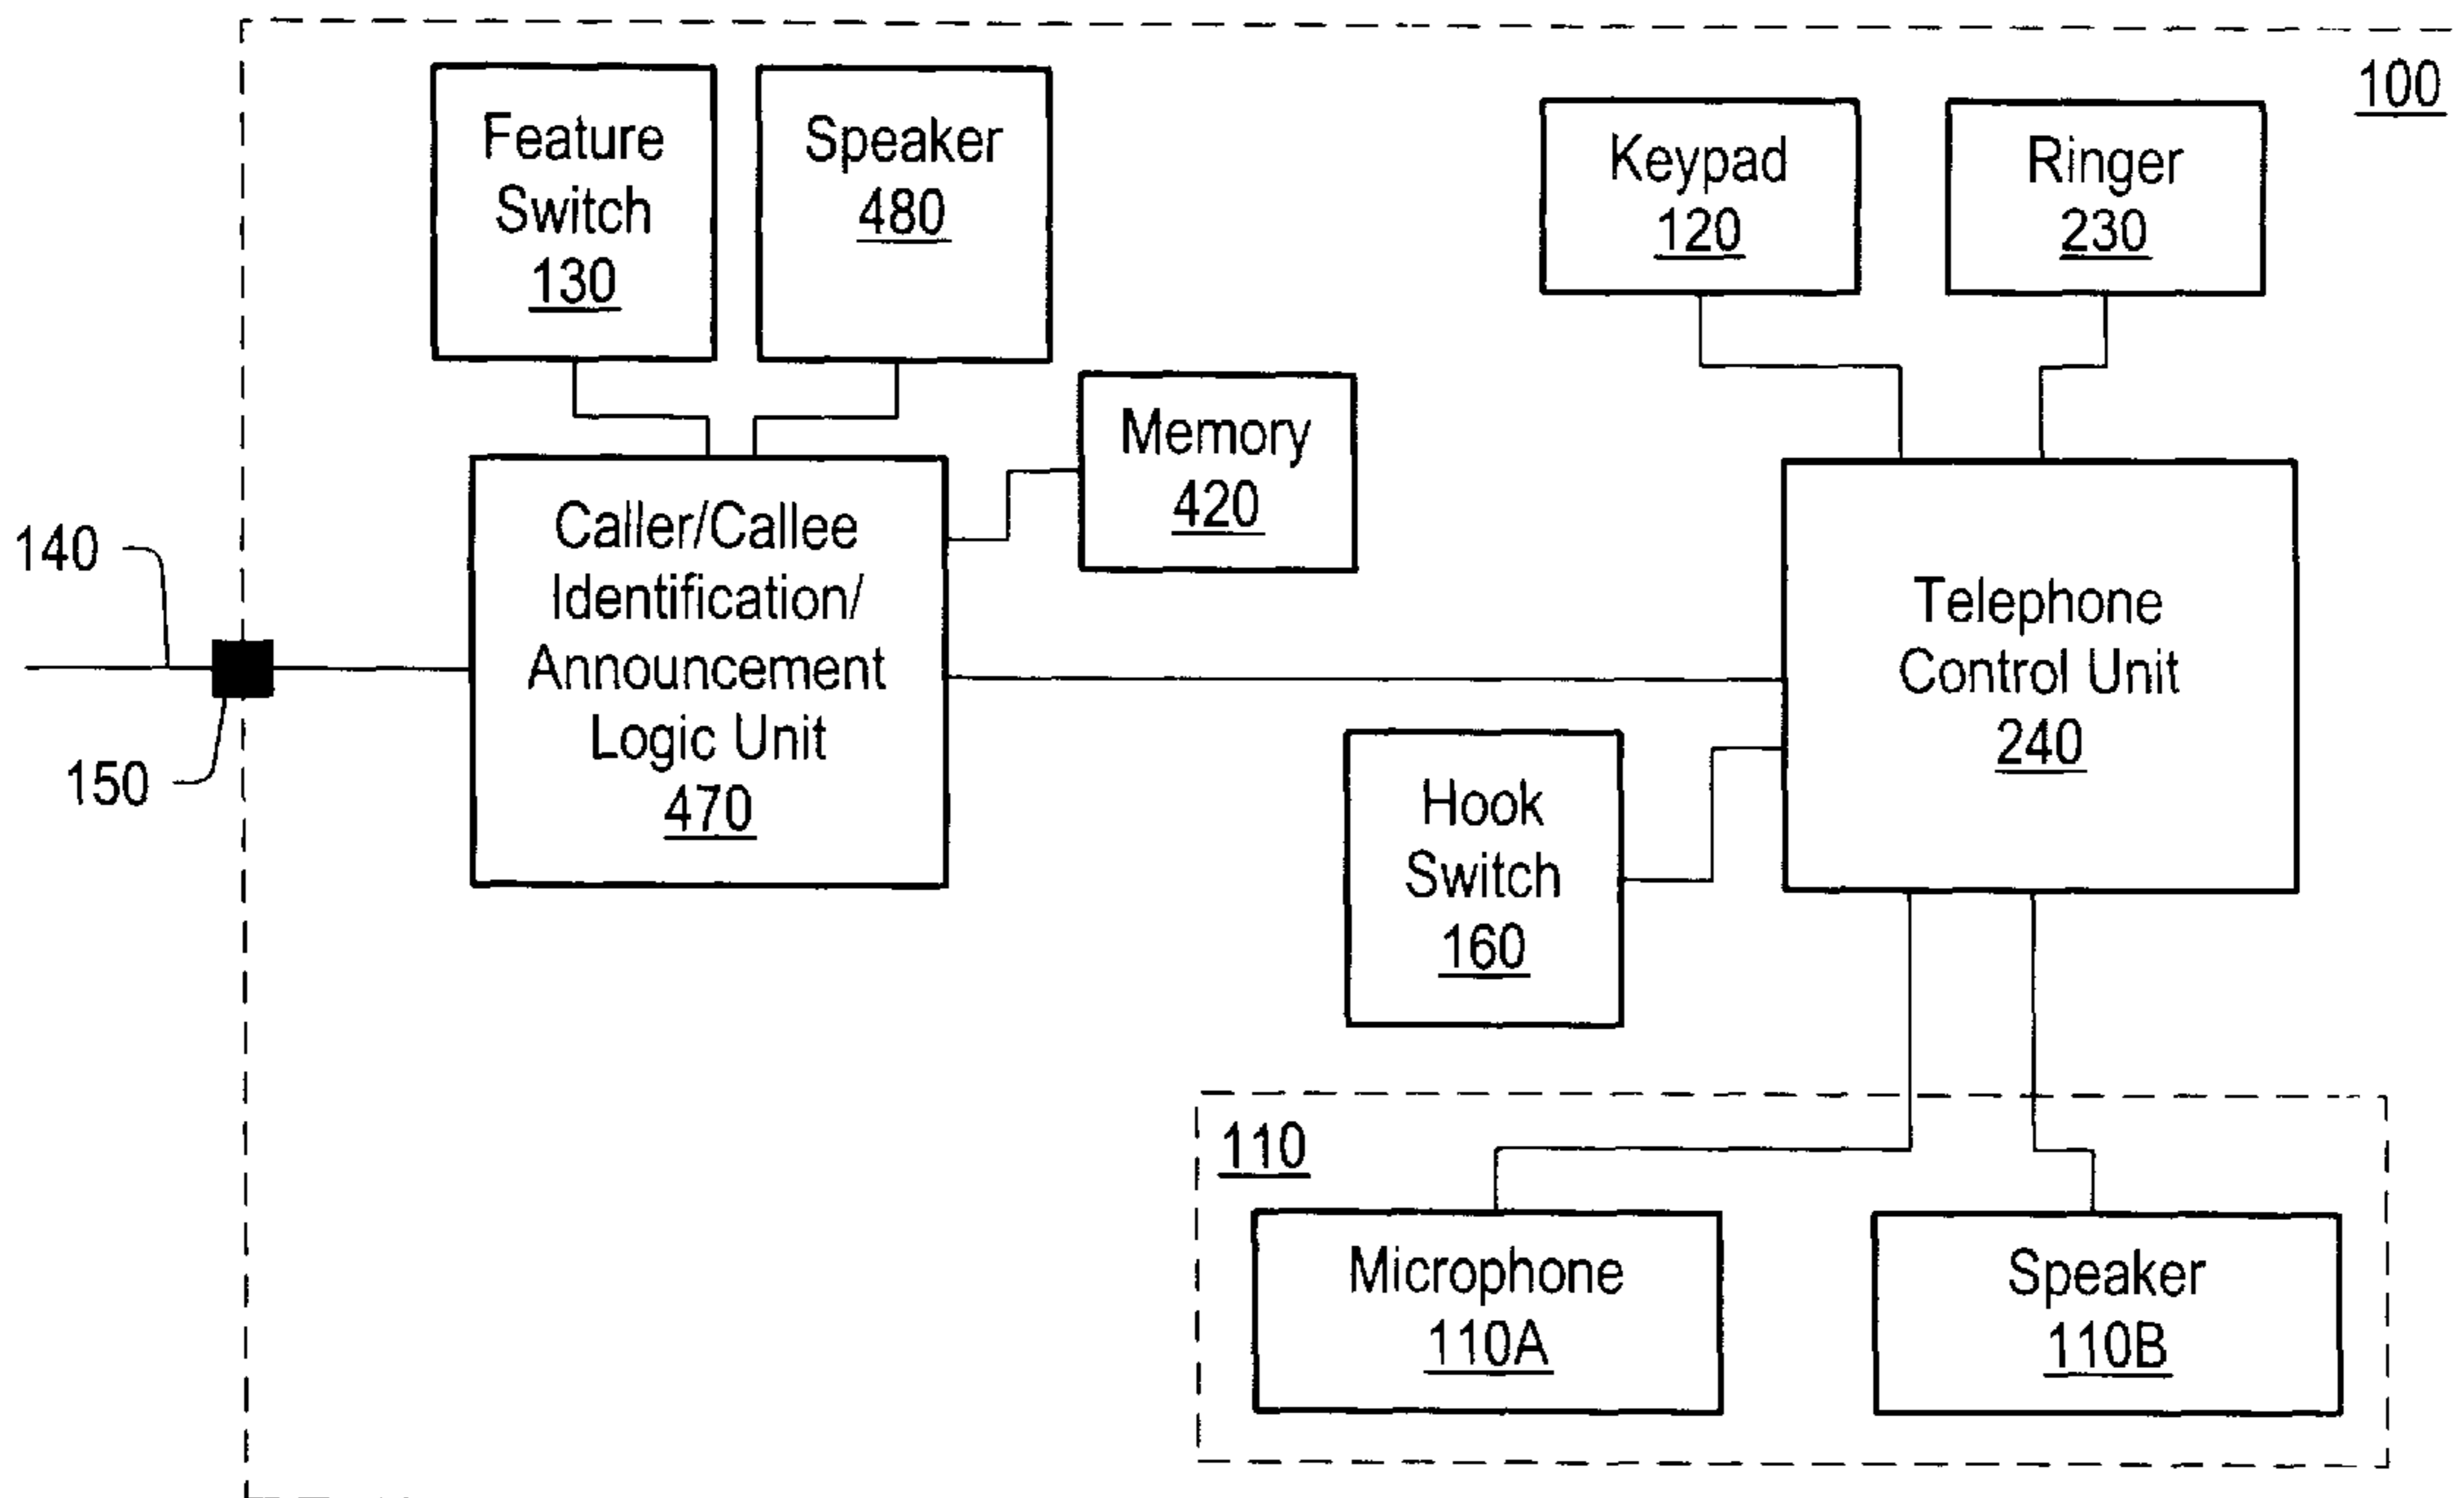 100
Feature
Switch
130
Speaker
480
Keypad
120
Ringer
230
Memory
420
Caller/Callee
Identification/
Announcement
Logic Unit
470
140
150
Telephone
Control Unit
240
Hook
Switch
160
110
Microphone
110A
Speaker
110B